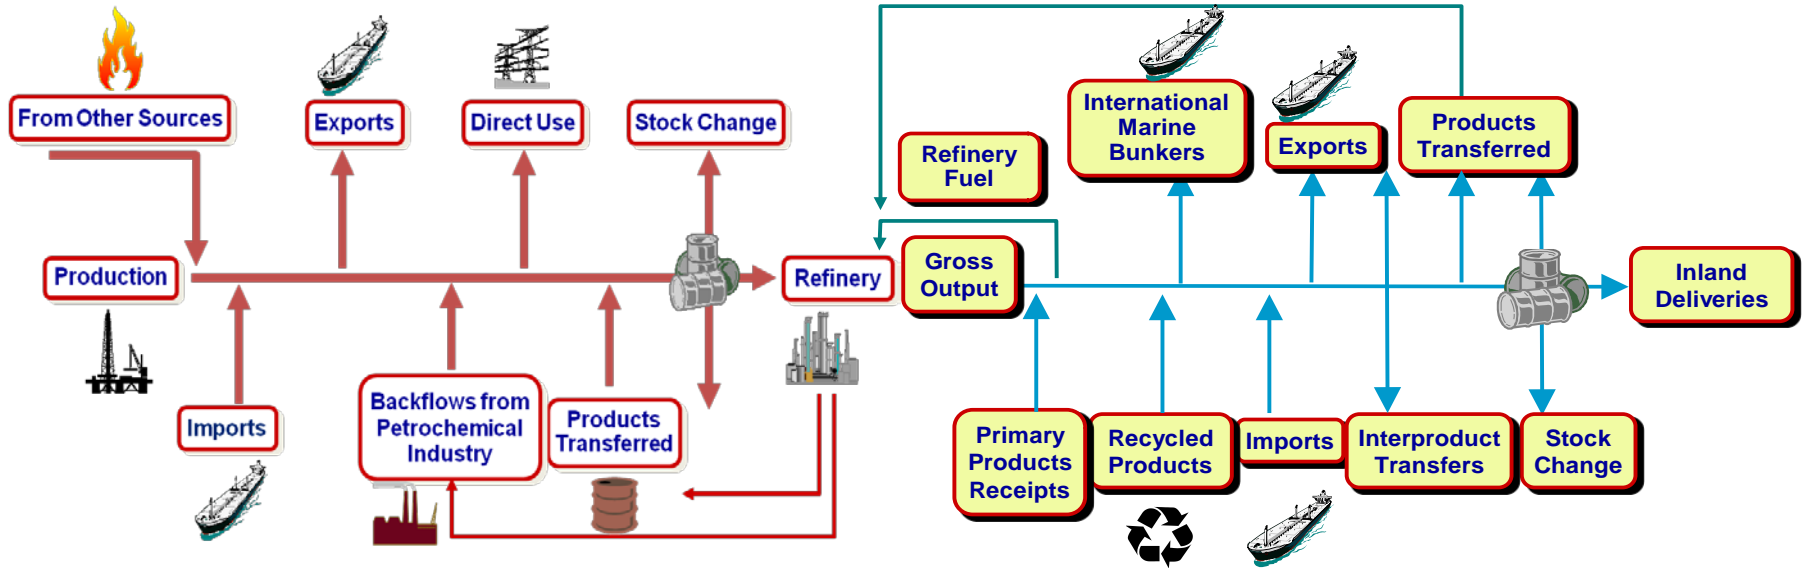 From Other Sources
Exports
Direct Use
Stock Change
Production
Refinery
Imports
Backflows from
Petrochemical
Industry
Products
Transferred
Refinery
Fuel
International
Marine
Bunkers
Exports
Products
Transferred
Gross
Output
Inland
Deliveries
Primary
Products
Receipts
Recycled
Products
Imports
Interproduct
Transfers
Stock
Change